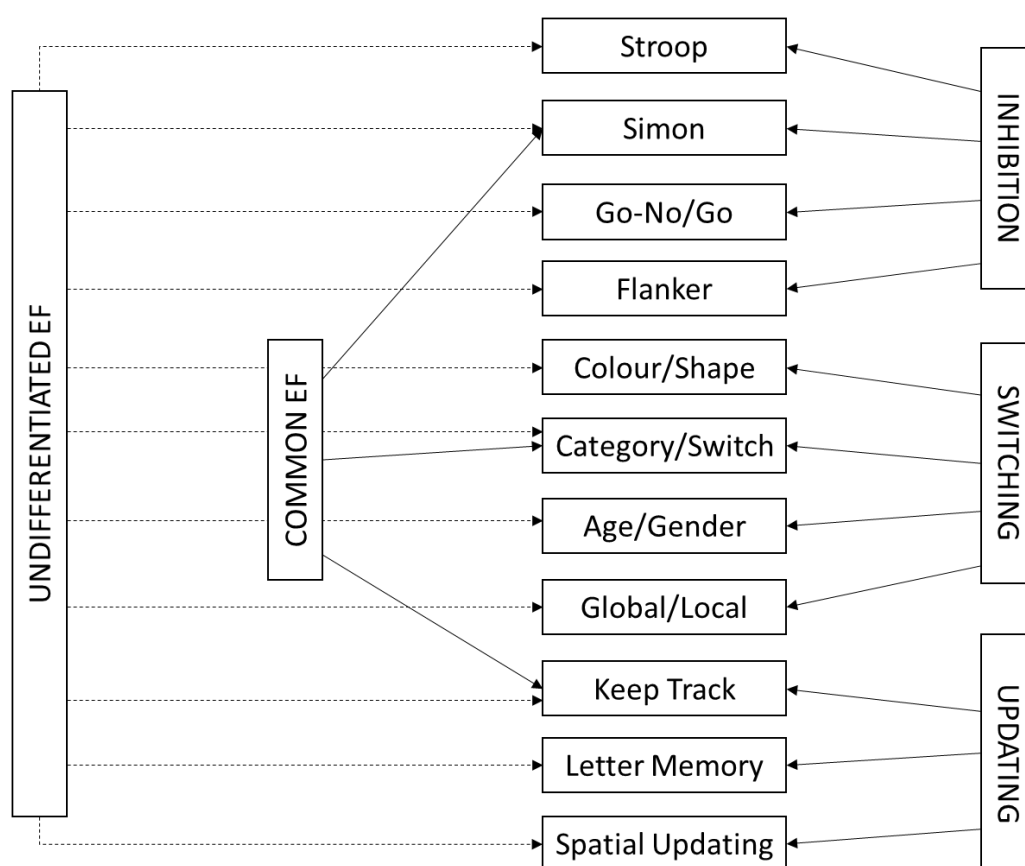 UNDIFFERENTIATED EF
COMMON EF
Stroop
Simon
Go-No/Go
Flanker
Colour/Shape
Category/Switch
Age/Gender
Global/Local
Keep Track
Letter Memory
Spatial Updating
INHIBITION
SWITCHING
UPDATING